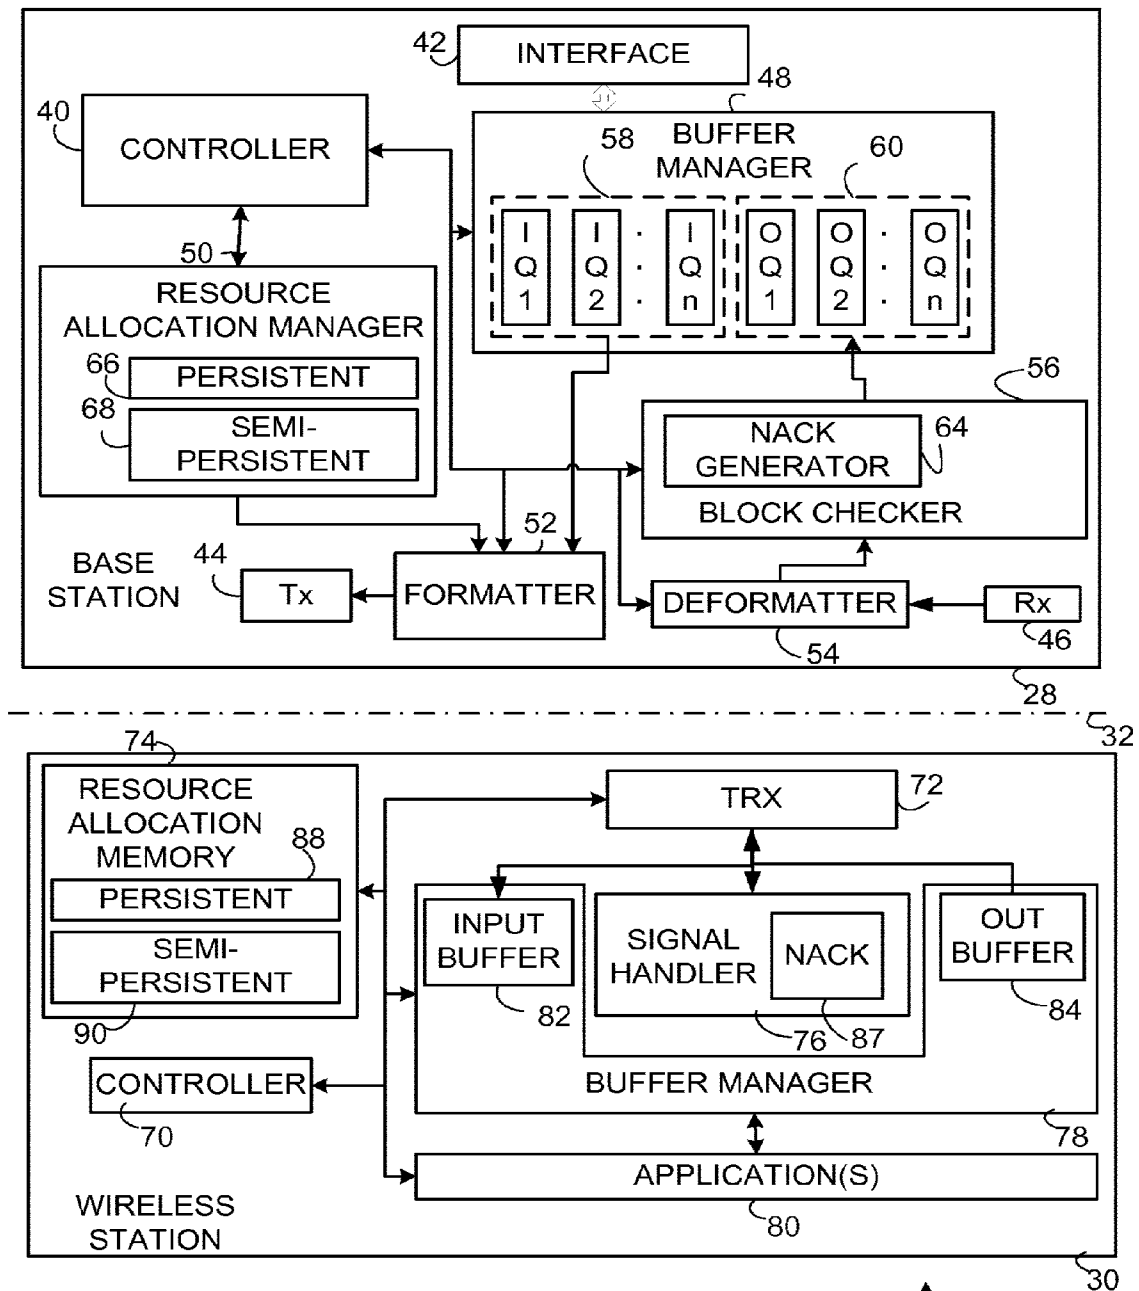 42
INTERFACE
48
40
CONTROLLER
BUFFER
MANAGER
58
60
I
Q
1
I
Q
2
I
Q
n
O
Q
1
O
Q
2
O
Q
n
50
RESOURCE
ALLOCATION MANAGER
66
PERSISTENT
68
SEMI-
PERSISTENT
56
NACK
GENERATOR
64
BLOCK CHECKER
BASE
STATION
44
Tx
52
FORMATTER
DEFORMATTER
54
Rx
46
28
32
74
RESOURCE
ALLOCATION
MEMORY
88
PERSISTENT
SEMI-
PERSISTENT
90
TRX
72
INPUT
BUFFER
82
SIGNAL
HANDLER
NACK
76
87
OUT
BUFFER
84
CONTROLLER
70
BUFFER MANAGER
78
APPLICATION(S)
80
WIRELESS
STATION
30